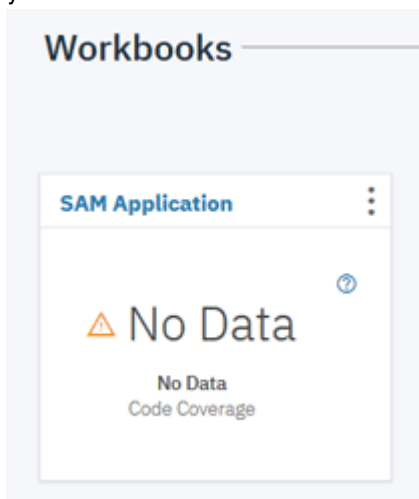 Workbooks
SAM Application
No Data
No Data
Code Coverage